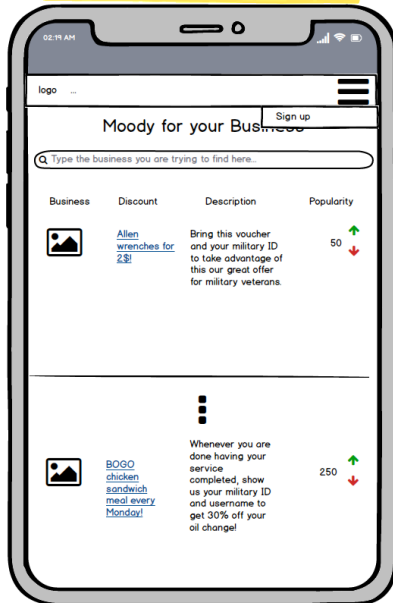 02:19 AM
logo ...
Sign up
Moody for your Business
Type the business you are trying to find here...
Business Discount Description Popularity
Allen
wrenches for
2$!
Bring this voucher
and your military ID
to take advantage of
this our great offer
for military veterans.
50
BOGO
chicken
sandwich
meal every
Monday!
Whenever you are
done having your
service
completed, show
us your military ID
and username to
get 30% off your
oil change!
250